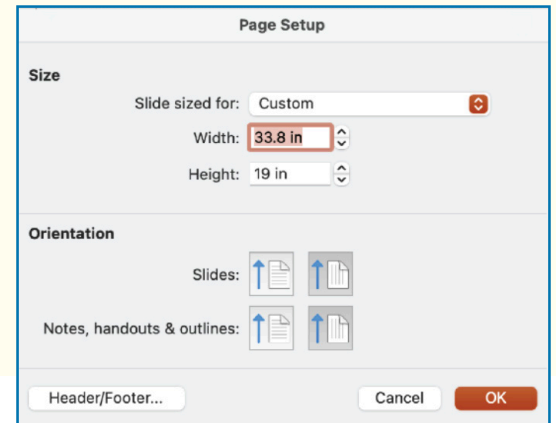 Page Setup
Size
Slide sized for: Custom
Width: 33.8 in
Height: 19 in
Orientation
Slides:
Notes, handouts & outlines:
Header/Footer... Cancel OK